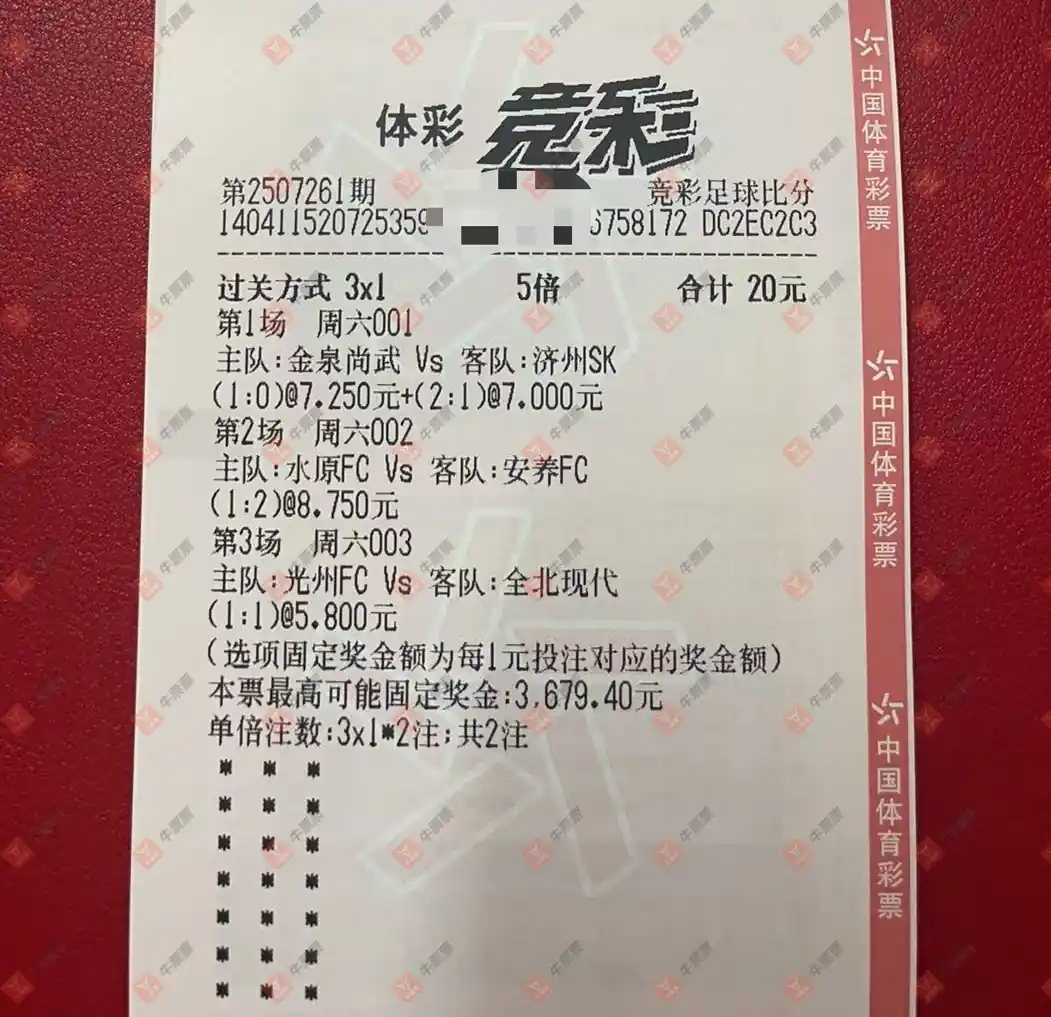 体彩 竞彩
第2507261期 竞彩足球比分
140411520725359 6758172 DC2EC2C3
过关方式 3x1 5倍 合计 20元
第1场 周六001
主队:金泉尚武 Vs 客队:济州SK
(1:0)@7.250元+(2:1)@7.000元
第2场 周六002
主队:水原FC Vs 客队:安养FC
(1:2)@8.750元
第3场 周六003
主队:光州FC Vs 客队:全北现代
(1:1)@5.800元
(选项固定奖金额为每1元投注对应的奖金额)
本票最高可能固定奖金:3,679.40元
单倍注数:3x1*2注;共2注
* * *
* * *
* * *
* * *
* * *
* * *
* * *
中国体育彩票
中国体育彩票
中国体育彩票
牛票票